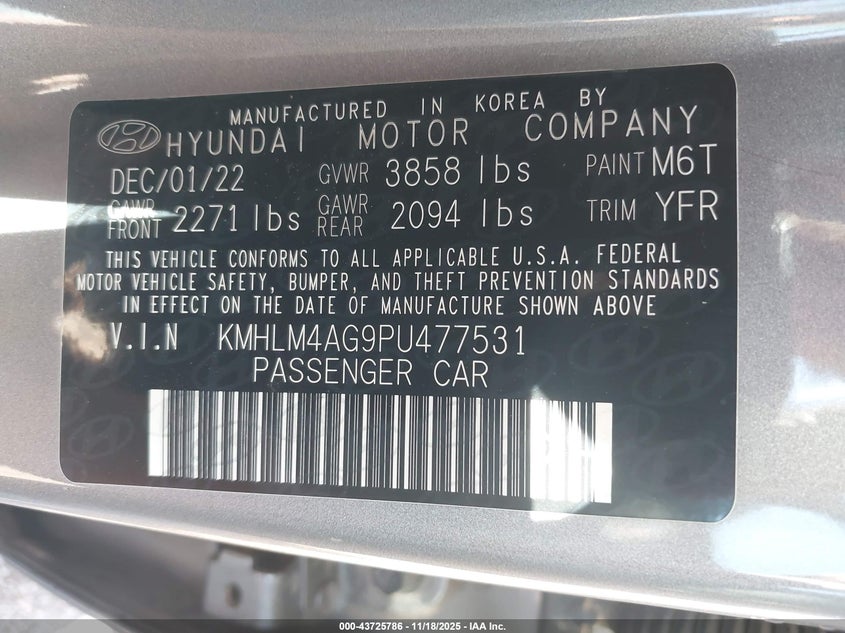 MANUFACTURED IN KOREA BY
HYUNDAI MOTOR COMPANY
DEC/01/22 GVWR 3858 lbs PAINT M6T
GAWR FRONT 2271 lbs GAWR REAR 2094 lbs TRIM YFR
THIS VEHICLE CONFORMS TO ALL APPLICABLE U.S.A. FEDERAL
MOTOR VEHICLE SAFETY, BUMPER, AND THEFT PREVENTION STANDARDS
IN EFFECT ON THE DATE OF MANUFACTURE SHOWN ABOVE
V.I.N KMHLM4AG9PU477531
PASSENGER CAR
000-43725786 - 11/18/2025 - IAA Inc.